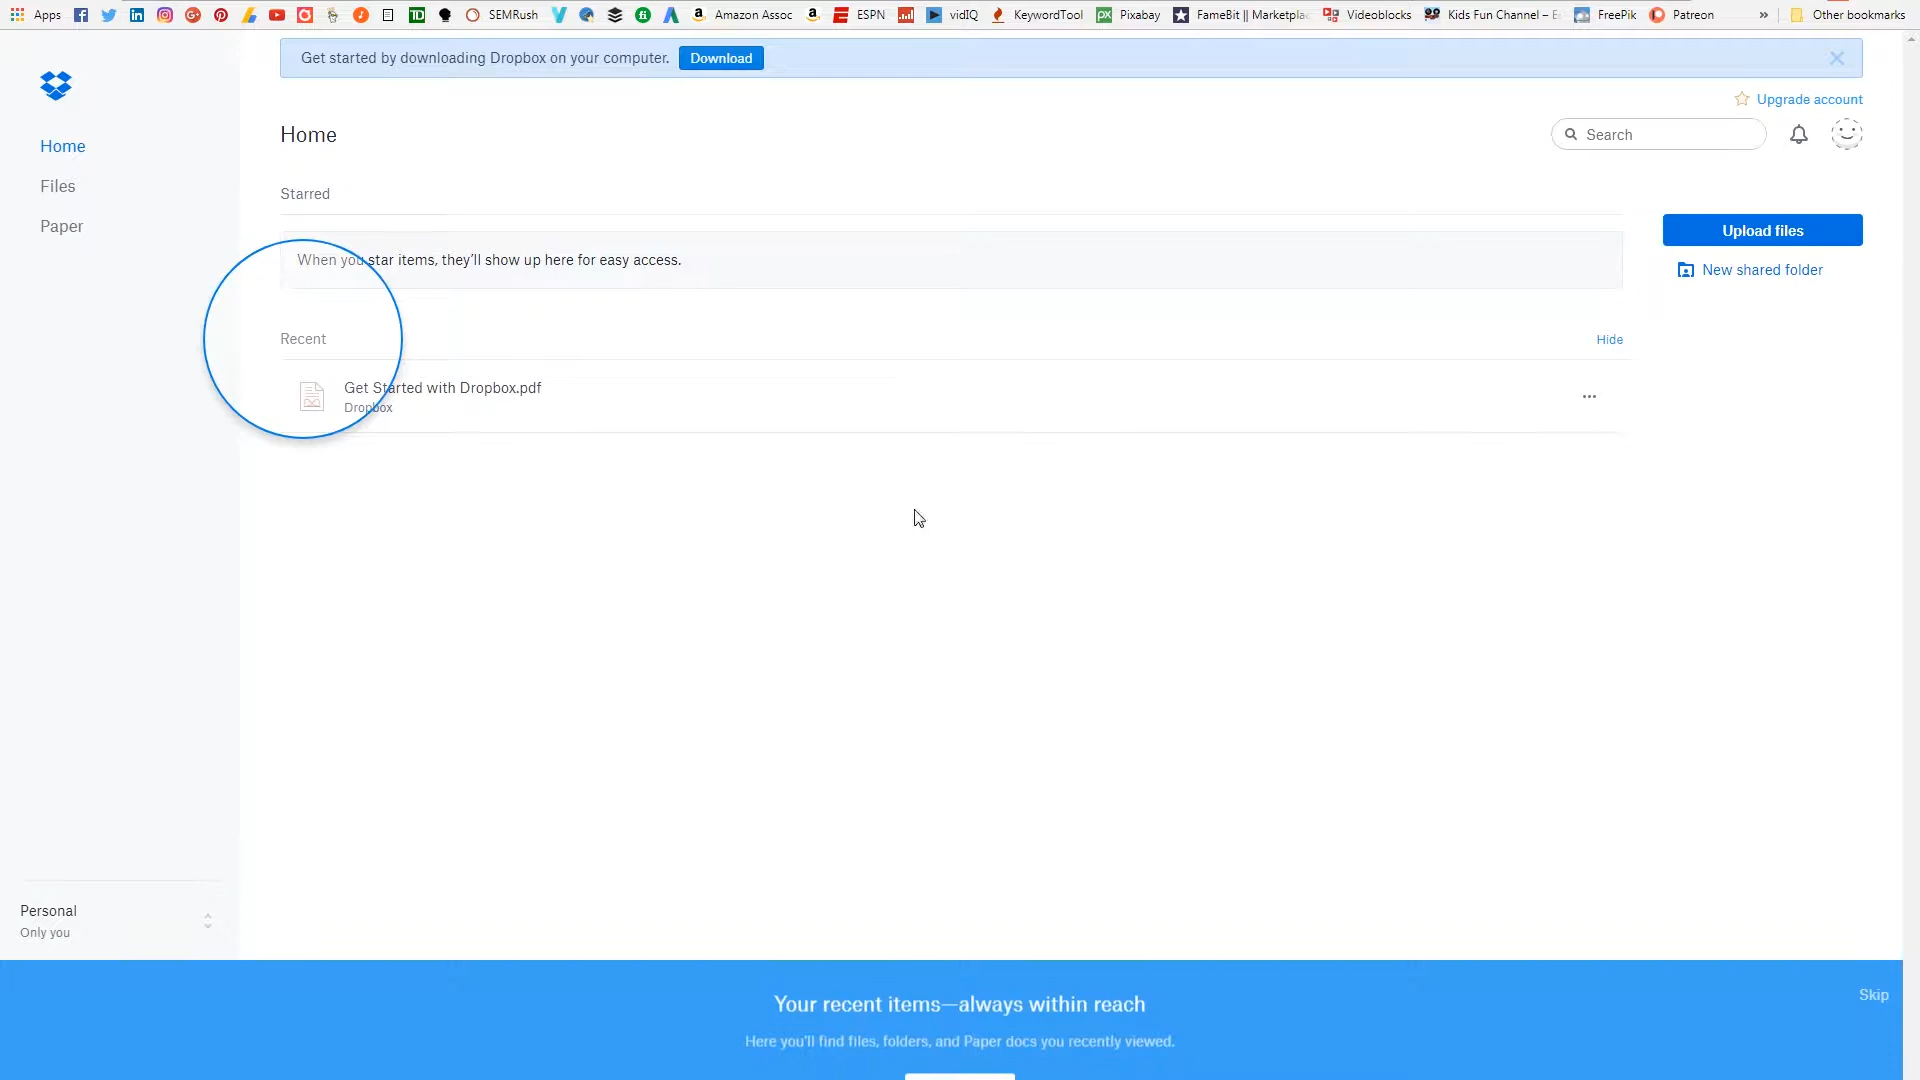 Apps SEMRush Amazon Assoc ESPN vidIQ KeywordTool Pixabay FameBit || Marketpla Videoblocks Kids Fun Channel – E FreePik Patreon » Other bookmarks
Get started by downloading Dropbox on your computer. Download
Upgrade account
Home
Search
Home
Files
Paper
Starred
When you star items, they'll show up here for easy access.
Upload files
New shared folder
Recent
Hide
Get Started with Dropbox.pdf
Dropbox
Personal
Only you
Your recent items—always within reach
Skip
Here you'll find files, folders, and Paper docs you recently viewed.